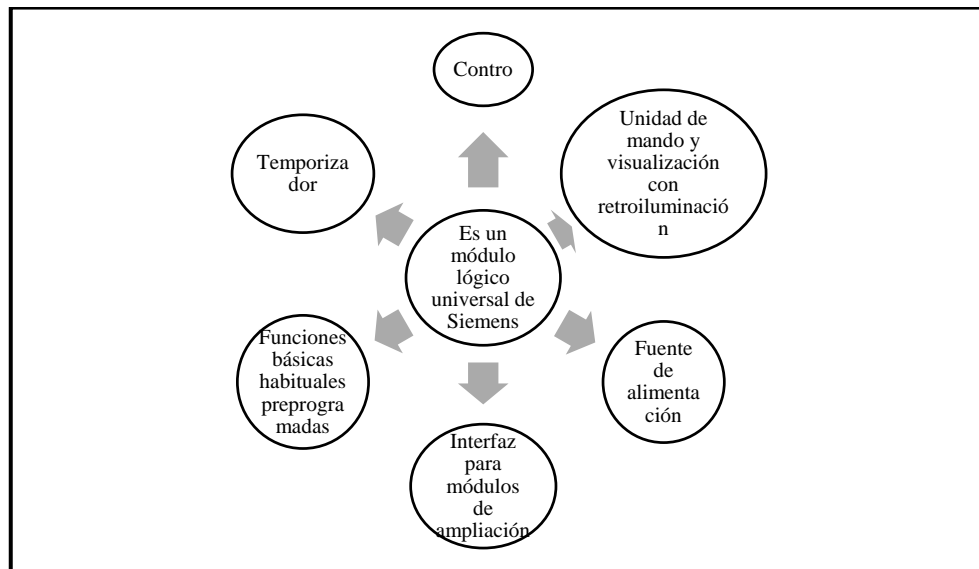 Contro
Unidad de
mando y
visualización
con
retroiluminació
n
Temporiza
dor
Es un
módulo
lógico
universal de
Siemens
Funciones
básicas
habituales
preprogra
madas
Fuente
de
alimenta
ción
Interfaz
para
módulos
de
ampliación